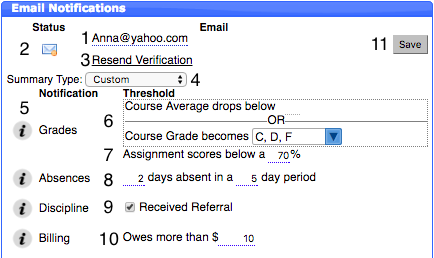 Email Notifications
Status Email
1 Anna@yahoo.com
2
3 Resend Verification
11 Save
Summary Type: Custom 4
Notification Threshold
5
Course Average drops below
6 OR
i Grades
Course Grade becomes C, D, F
7 Assignment scores below a 70%
i Absences 8 2 days absent in a 5 day period
i Discipline 9 Received Referral
i Billing 10 Owes more than $ 10